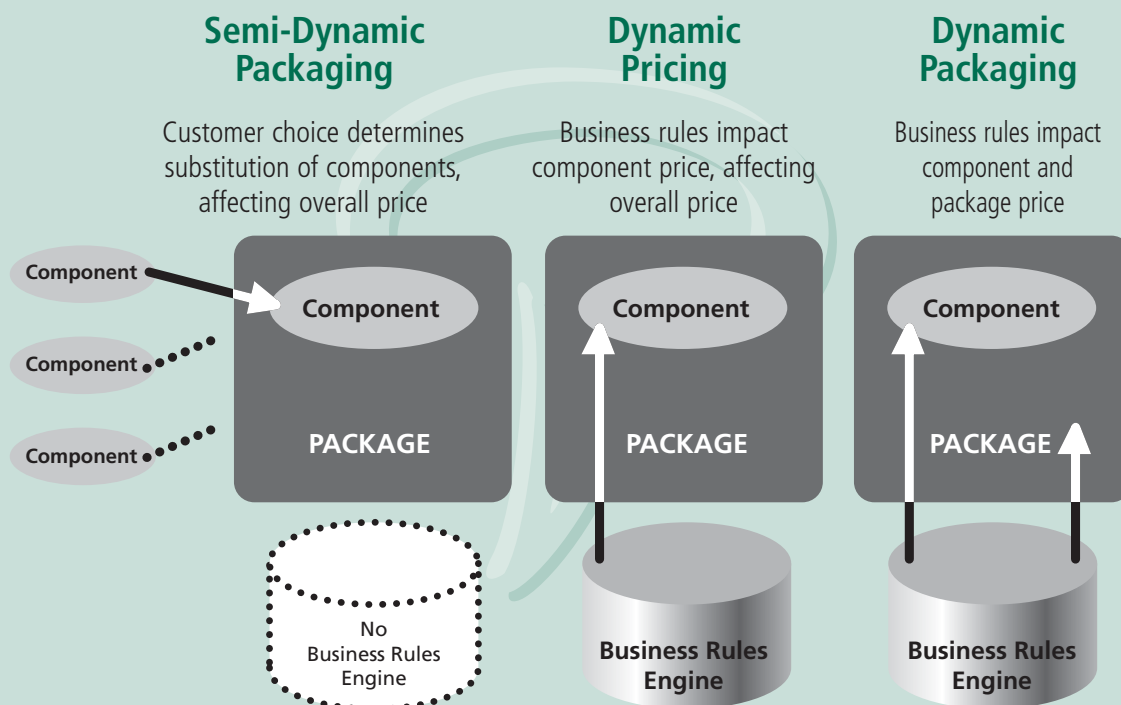 Semi-Dynamic
Packaging
Customer choice determines
substitution of components,
affecting overall price
Component
Component
Component
Component
PACKAGE
No
Business Rules
Engine
Dynamic
Pricing
Business rules impact
component price, affecting
overall price
Component
PACKAGE
Business Rules
Engine
Dynamic
Packaging
Business rules impact
component and
package price
Component
PACKAGE
Business Rules
Engine